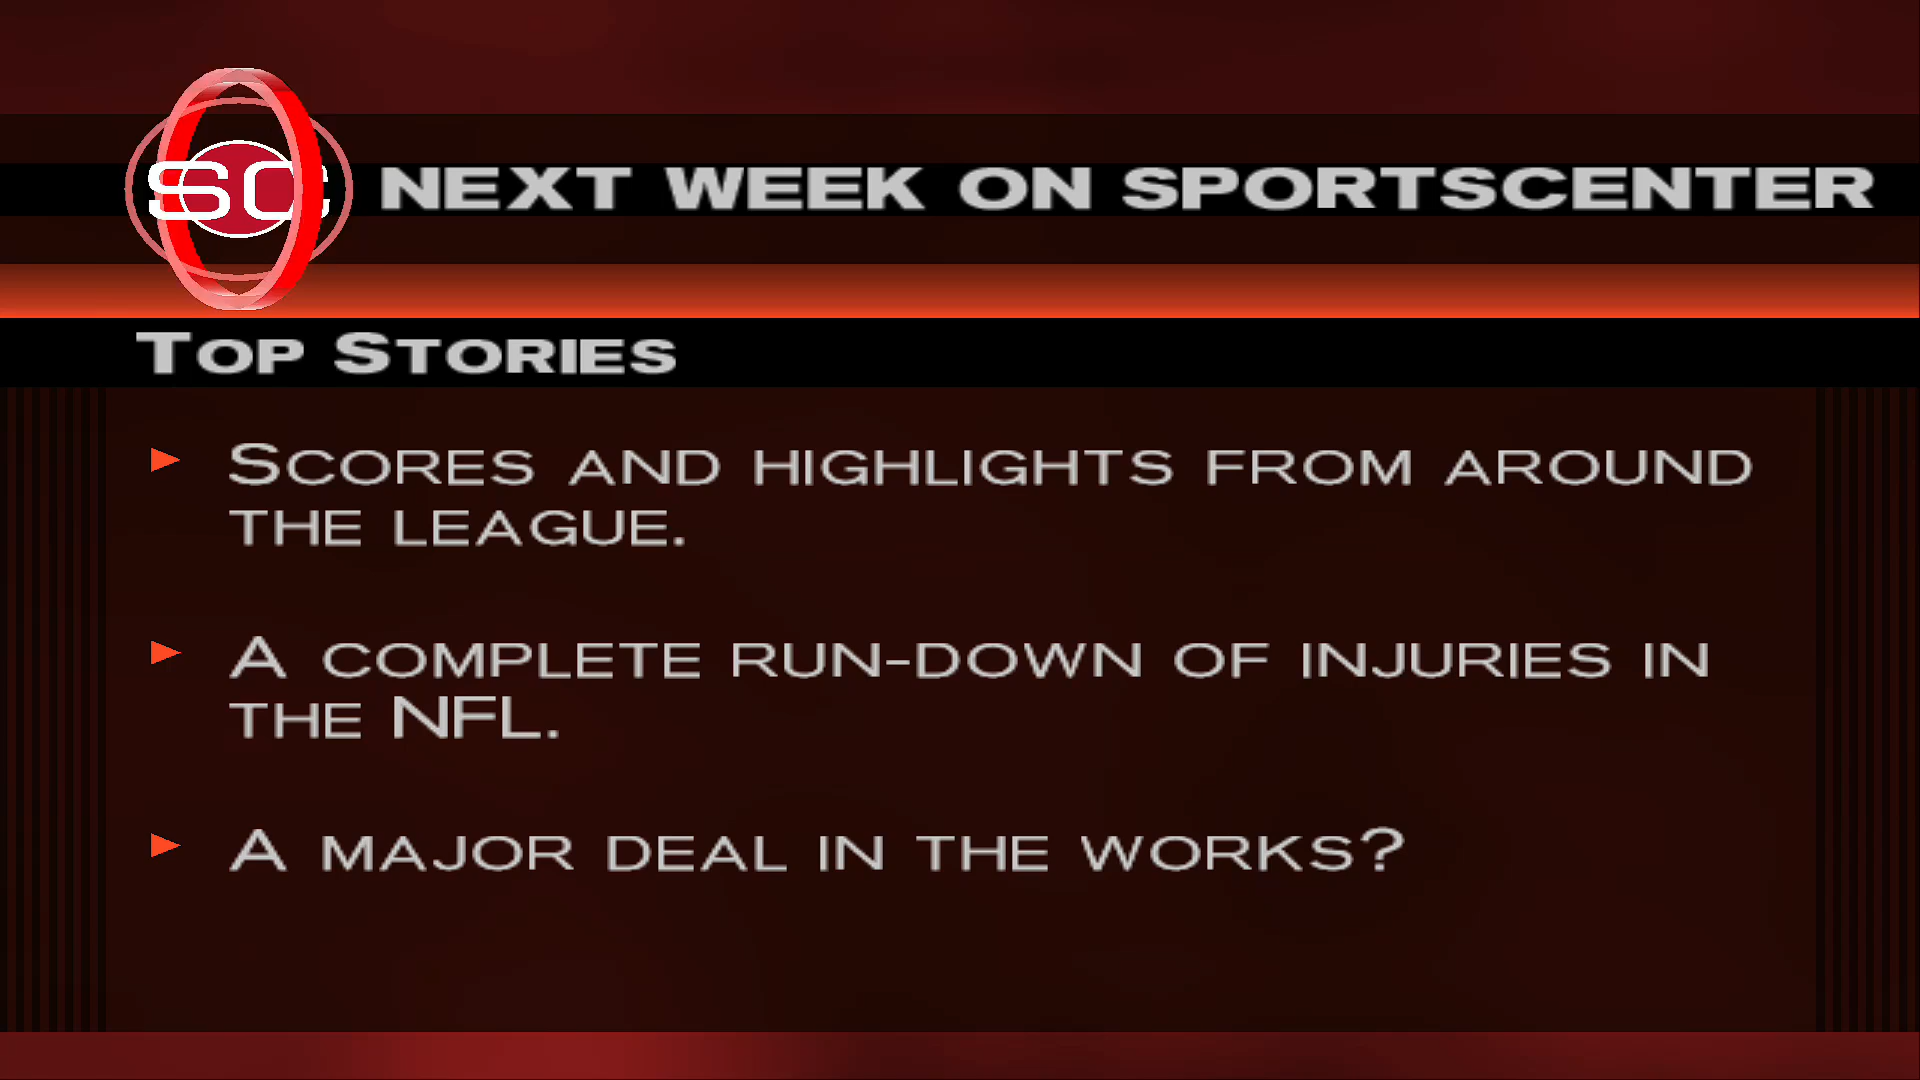 SC NEXT WEEK ON SPORTSCENTER
TOP STORIES
SCORES AND HIGHLIGHTS FROM AROUND
THE LEAGUE.
A COMPLETE RUN-DOWN OF INJURIES IN
THE NFL.
A MAJOR DEAL IN THE WORKS?